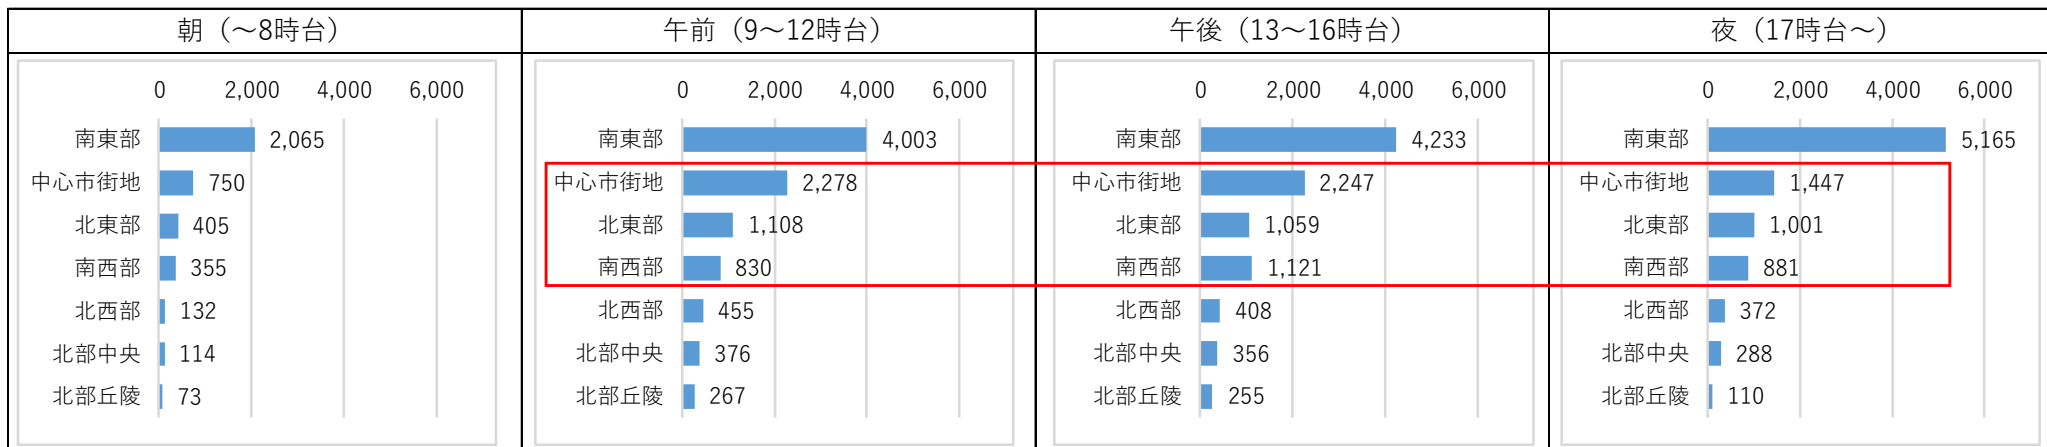 朝（～8時台）
0 2,000 4,000 6,000
南東部 2,065
中心市街地 750
北東部 405
南西部 355
北西部 132
北部中央 114
北部丘陵 73
午前（9～12時台）
0 2,000 4,000 6,000
南東部 4,003
中心市街地 2,278
北東部 1,108
南西部 830
北西部 455
北部中央 376
北部丘陵 267
午後（13～16時台）
0 2,000 4,000 6,000
南東部 4,233
中心市街地 2,247
北東部 1,059
南西部 1,121
北西部 408
北部中央 356
北部丘陵 255
夜（17時台～）
0 2,000 4,000 6,000
南東部 5,165
中心市街地 1,447
北東部 1,001
南西部 881
北西部 372
北部中央 288
北部丘陵 110